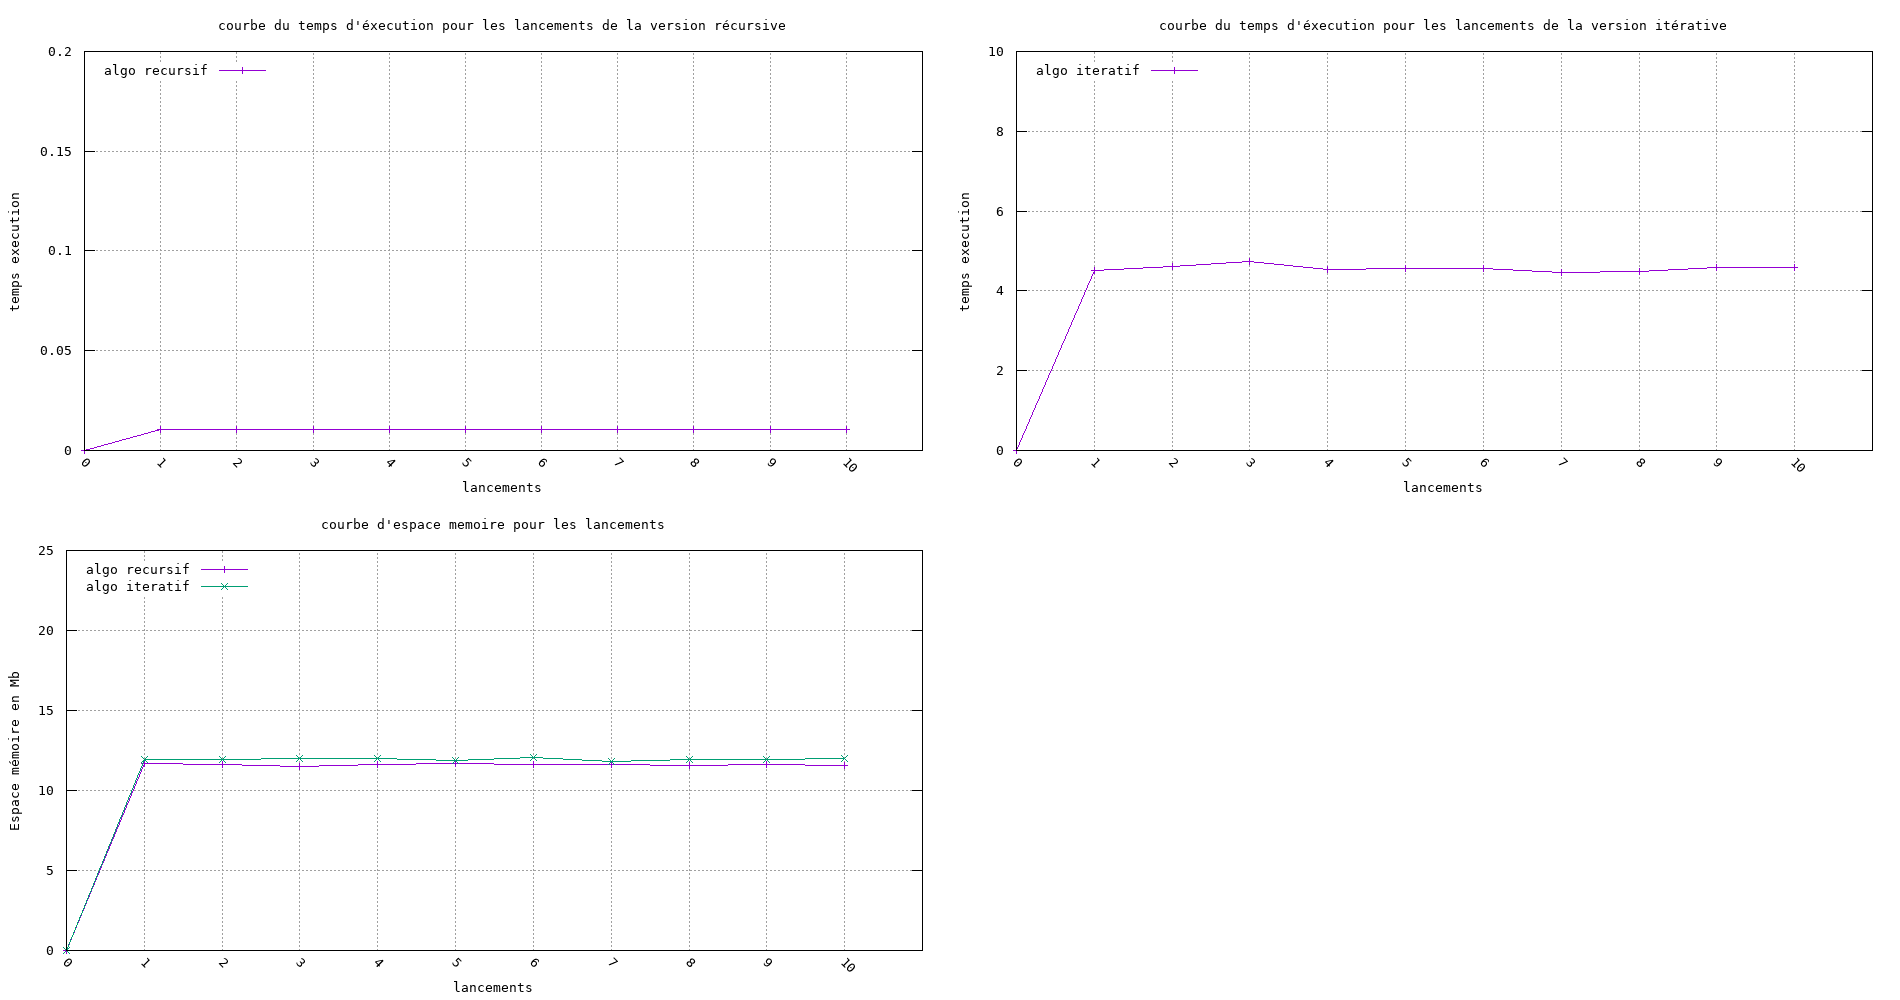 courbe du temps d'éxecution pour les lancements de la version récursive
0.2
algo recursif
0.15
0.1
0.05
0
temps execution
0 1 2 3 4 5 6 7 8 9 10
lancements
courbe du temps d'éxecution pour les lancements de la version itérative
10
algo iteratif
8
6
4
2
0
temps execution
0 1 2 3 4 5 6 7 8 9 10
lancements
courbe d'espace memoire pour les lancements
25
algo recursif
algo iteratif
20
15
10
5
0
Espace mémoire en Mb
0 1 2 3 4 5 6 7 8 9 10
lancements